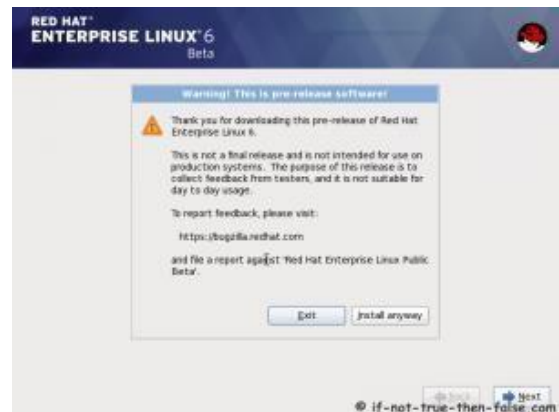 RED HAT
ENTERPRISE LINUX 6
Beta
Warning! This is pre-release software!
Thank you for downloading this pre-release of Red Hat
Enterprise Linux 6.
This is not a final release and is not intended for use on
production systems. The purpose of this release is to
collect feedback from testers, and it is not suitable for
day to day usage.
To report feedback, please visit:
https://bugzilla.redhat.com
and file a report against 'Red Hat Enterprise Linux Public
Beta'.
Exit
Install anyway
Back
Next
© if-not-true-then-false.com